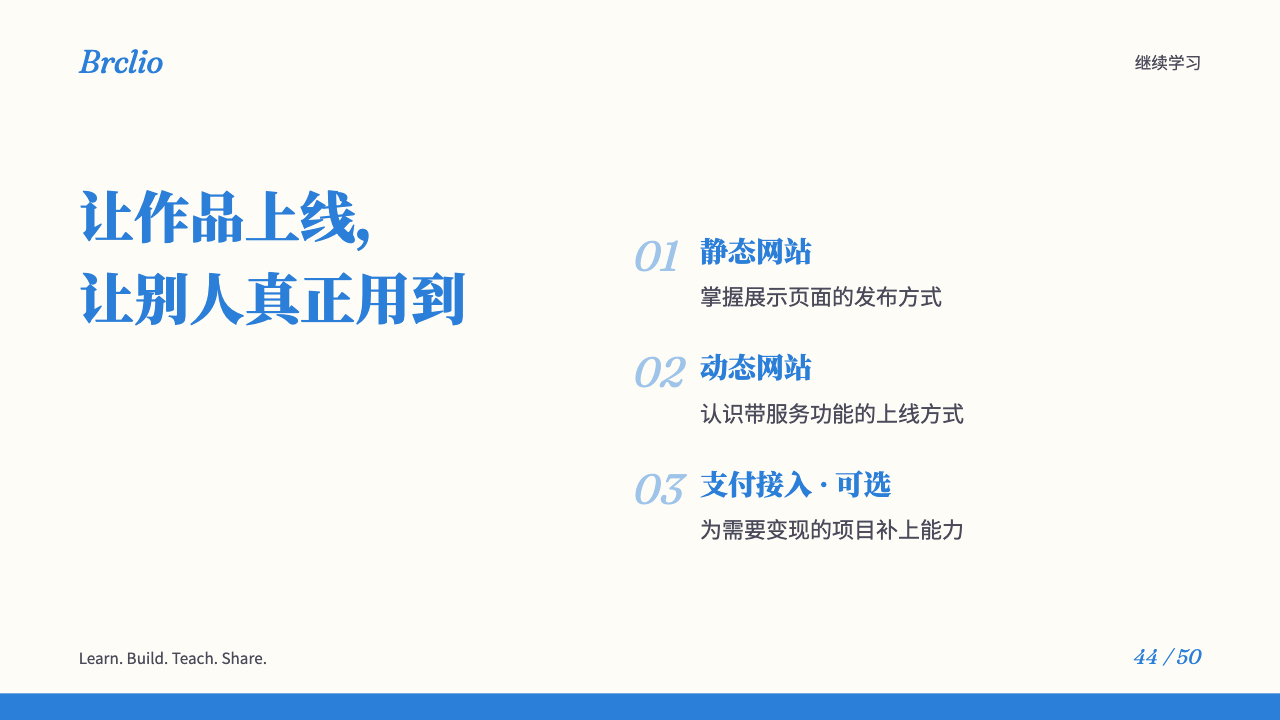 Brclio
继续学习
让作品上线，
让别人真正用到
01 静态网站
掌握展示页面的发布方式
02 动态网站
认识带服务功能的上线方式
03 支付接入 · 可选
为需要变现的项目补上能力
Learn. Build. Teach. Share.
44 / 50